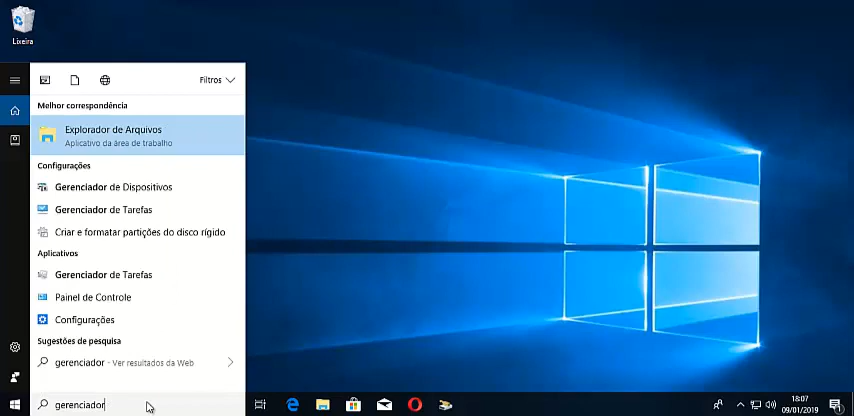 Lixeira
Filtros
Melhor correspondência
Explorador de Arquivos
Aplicativo da área de trabalho
Configurações
Gerenciador de Dispositivos
Gerenciador de Tarefas
Criar e formatar partições do disco rígido
Aplicativos
Gerenciador de Tarefas
Painel de Controle
Configurações
Sugestões de pesquisa
gerenciador - Ver resultados da Web
gerenciador
18:07
09/01/2019